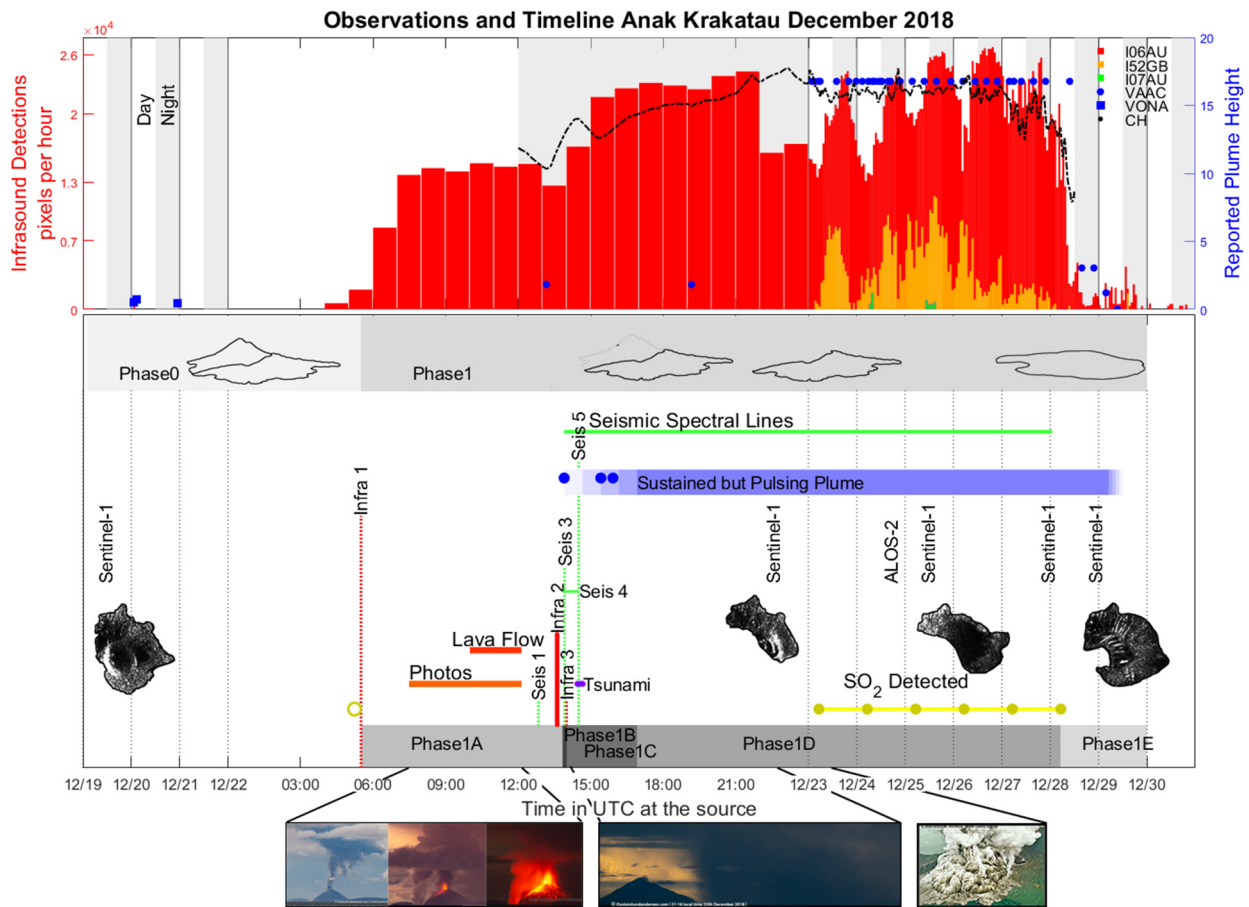 Observations and Timeline Anak Krakatau December 2018
×10⁴
2.6
2
1.3
0.7
0
Infrasound Detections
pixels per hour
Day
Night
20
15
10
5
0
Reported Plume Height
I06AU
I52GB
I07AU
VAAC
VONA
CH
Phase0
Phase1
Seismic Spectral Lines
Seis 5
Sustained but Pulsing Plume
Infra 1
Sentinel-1
Seis 3
Sentinel-1
ALOS-2
Sentinel-1
Sentinel-1
Sentinel-1
Infra 2
Seis 4
Lava Flow
Photos
Seis 1
Infra 3
Tsunami
SO₂ Detected
Phase1A
Phase1B
Phase1C
Phase1D
Phase1E
12/19 12/20 12/21 12/22 03:00 06:00 09:00 12:00 15:00 18:00 21:00 12/23 12/24 12/25 12/26 12/27 12/28 12/29 12/30
Time in UTC at the source